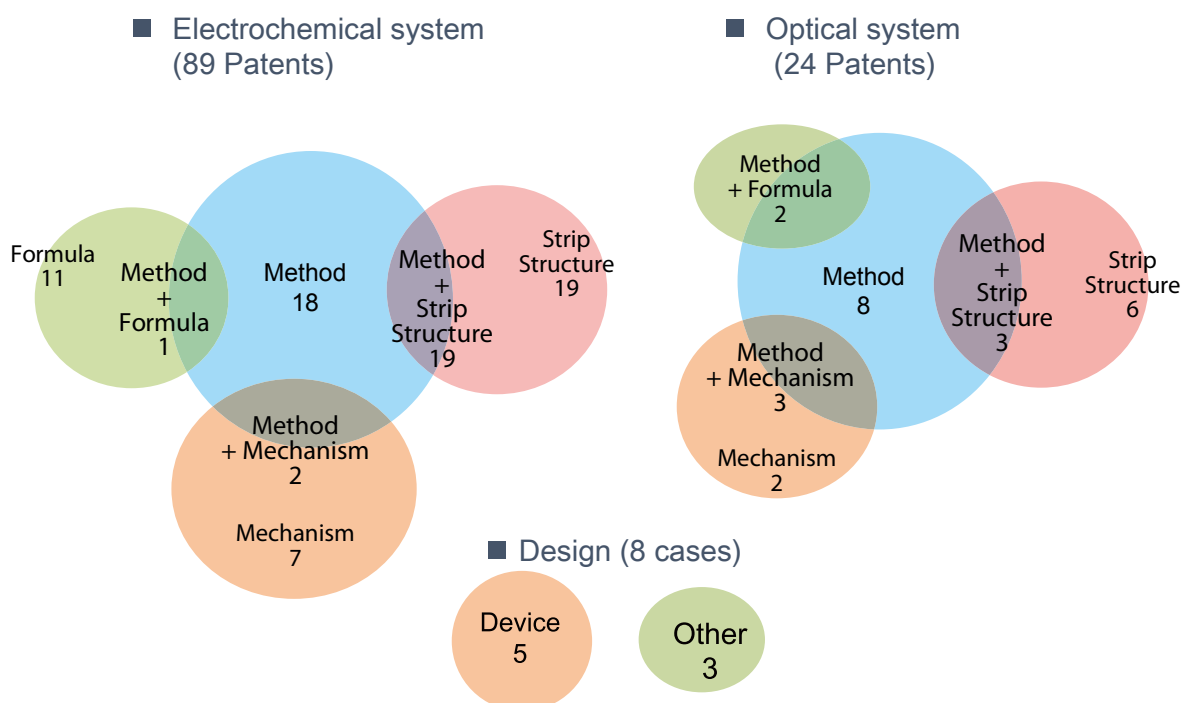 Electrochemical system
(89 Patents)
Formula
11
Method
+
Formula
1
Method
18
Method
+
Strip
Structure
19
Strip
Structure
19
Method
+ Mechanism
2
Mechanism
7
Optical system
(24 Patents)
Method
+ Formula
2
Method
8
Method
+
Strip
Structure
3
Strip
Structure
6
Method
+ Mechanism
3
Mechanism
2
Design (8 cases)
Device
5
Other
3